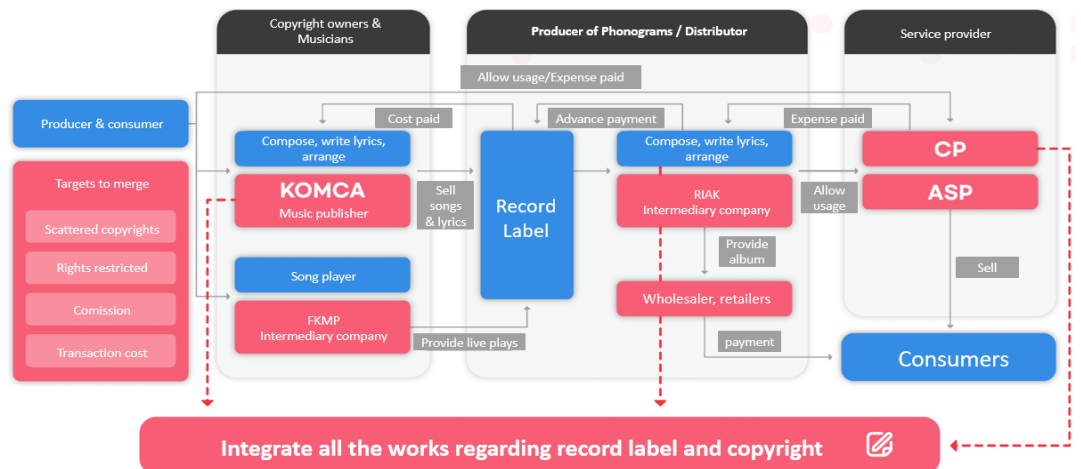 Copyright owners &
Musicians
Producer of Phonograms / Distributor
Service provider
Allow usage/Expense paid
Producer & consumer
Cost paid
Advance payment
Expense paid
Compose, write lyrics,
arrange
Compose, write lyrics,
arrange
CP
Targets to merge
KOMCA
Music publisher
Sell
songs
& lyrics
Record
Label
RIAK
Intermediary company
Allow
usage
ASP
Scattered copyrights
Rights restricted
Provide
album
Song player
Sell
Comission
Wholesaler, retailers
FKMP
Intermediary company
Provide live plays
payment
Transaction cost
Consumers
Integrate all the works regarding record label and copyright